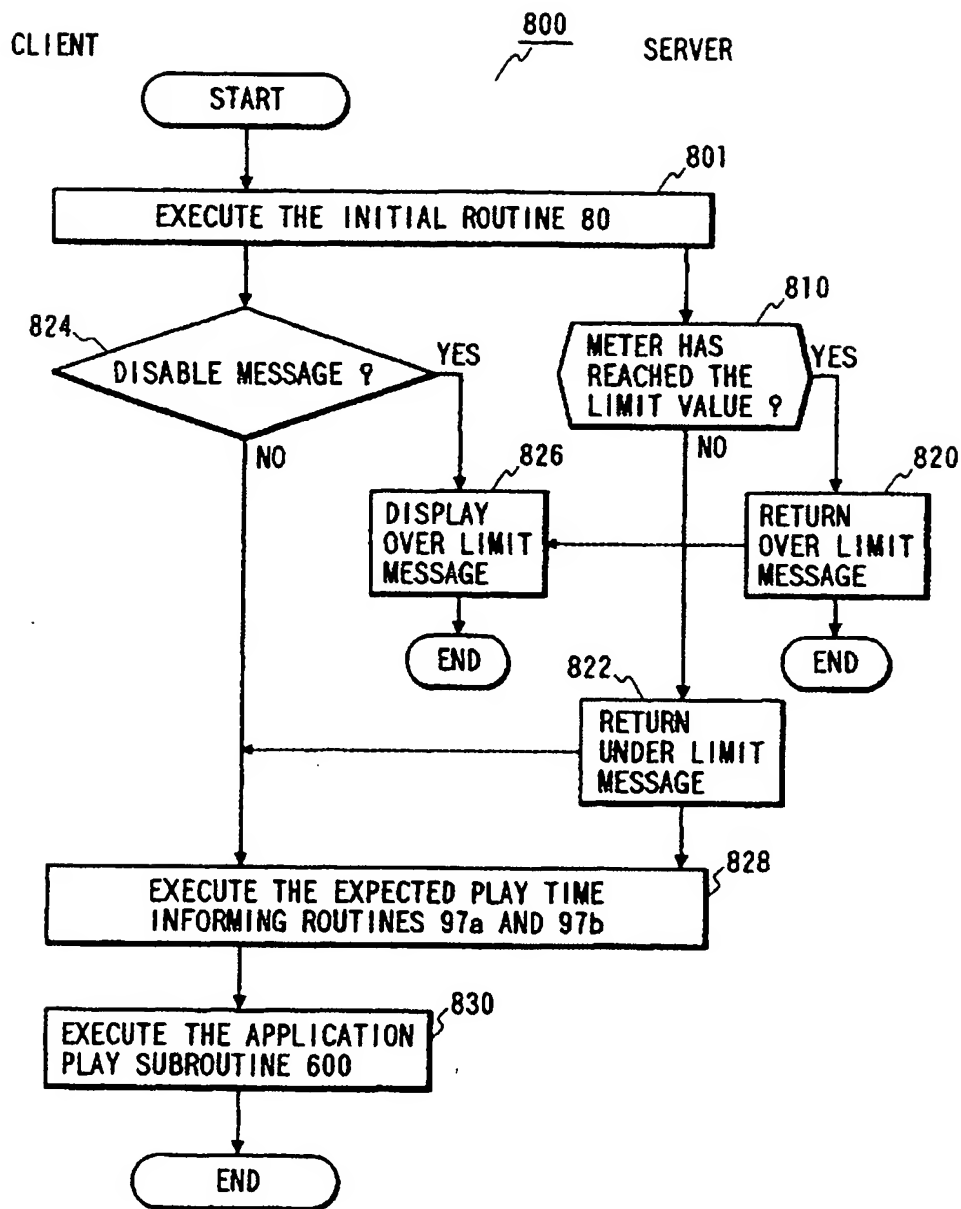 CLIENT
800
SERVER
START
801
EXECUTE THE INITIAL ROUTINE 80
824
DISABLE MESSAGE ?
YES
NO
810
METER HAS
REACHED THE
LIMIT VALUE ?
YES
NO
826
DISPLAY
OVER LIMIT
MESSAGE
END
820
RETURN
OVER LIMIT
MESSAGE
END
822
RETURN
UNDER LIMIT
MESSAGE
828
EXECUTE THE EXPECTED PLAY TIME
INFORMING ROUTINES 97a AND 97b
830
EXECUTE THE APPLICATION
PLAY SUBROUTINE 600
END